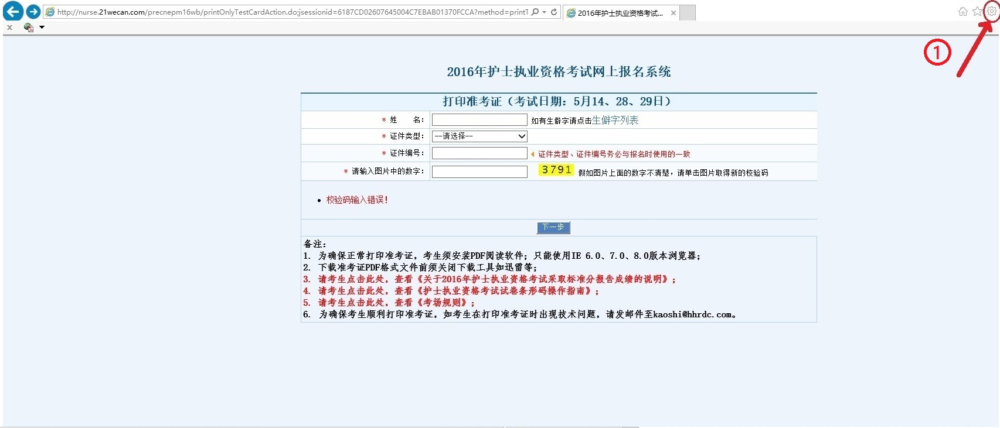 http://nurse.21wecan.com/precnepm16wb/printOnlyTestCardAction.do;jsessionid=6187CD02607645004C7EBAB01370FCCA?method=printT
2016年护士执业资格考试...
①
2016年护士执业资格考试网上报名系统
打印准考证（考试日期：5月14、28、29日）
* 姓　　名： 如有生僻字请点击生僻字列表
* 证件类型： --请选择--
* 证件编号： 证件类型、证件编号务必与报名时使用的一致
* 请输入图片中的数字： 3791 假如图片上面的数字不清楚，请单击图片取得新的校验码
• 校验码输入错误！
下一步
备注：
1. 为确保正常打印准考证，考生须安装PDF阅读软件；只能使用IE 6.0、7.0、8.0版本浏览器；
2. 下载准考证PDF格式文件前须关闭下载工具如迅雷等；
3. 请考生点击此处，查看《关于2016年护士执业资格考试采取标准分报告成绩的说明》；
4. 请考生点击此处，查看《护士执业资格考试试卷条形码操作指南》；
5. 请考生点击此处，查看《考场规则》；
6. 为确保考生顺利打印准考证，如考生在打印准考证时出现技术问题，请发邮件至kaoshi@hhrdc.com。